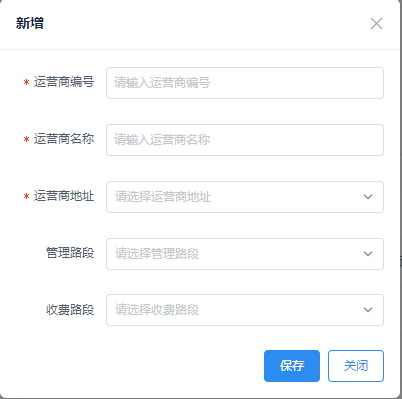 新增
* 运营商编号 请输入运营商编号
* 运营商名称 请输入运营商名称
* 运营商地址 请选择运营商地址
管理路段 请选择管理路段
收费路段 请选择收费路段
保存 关闭